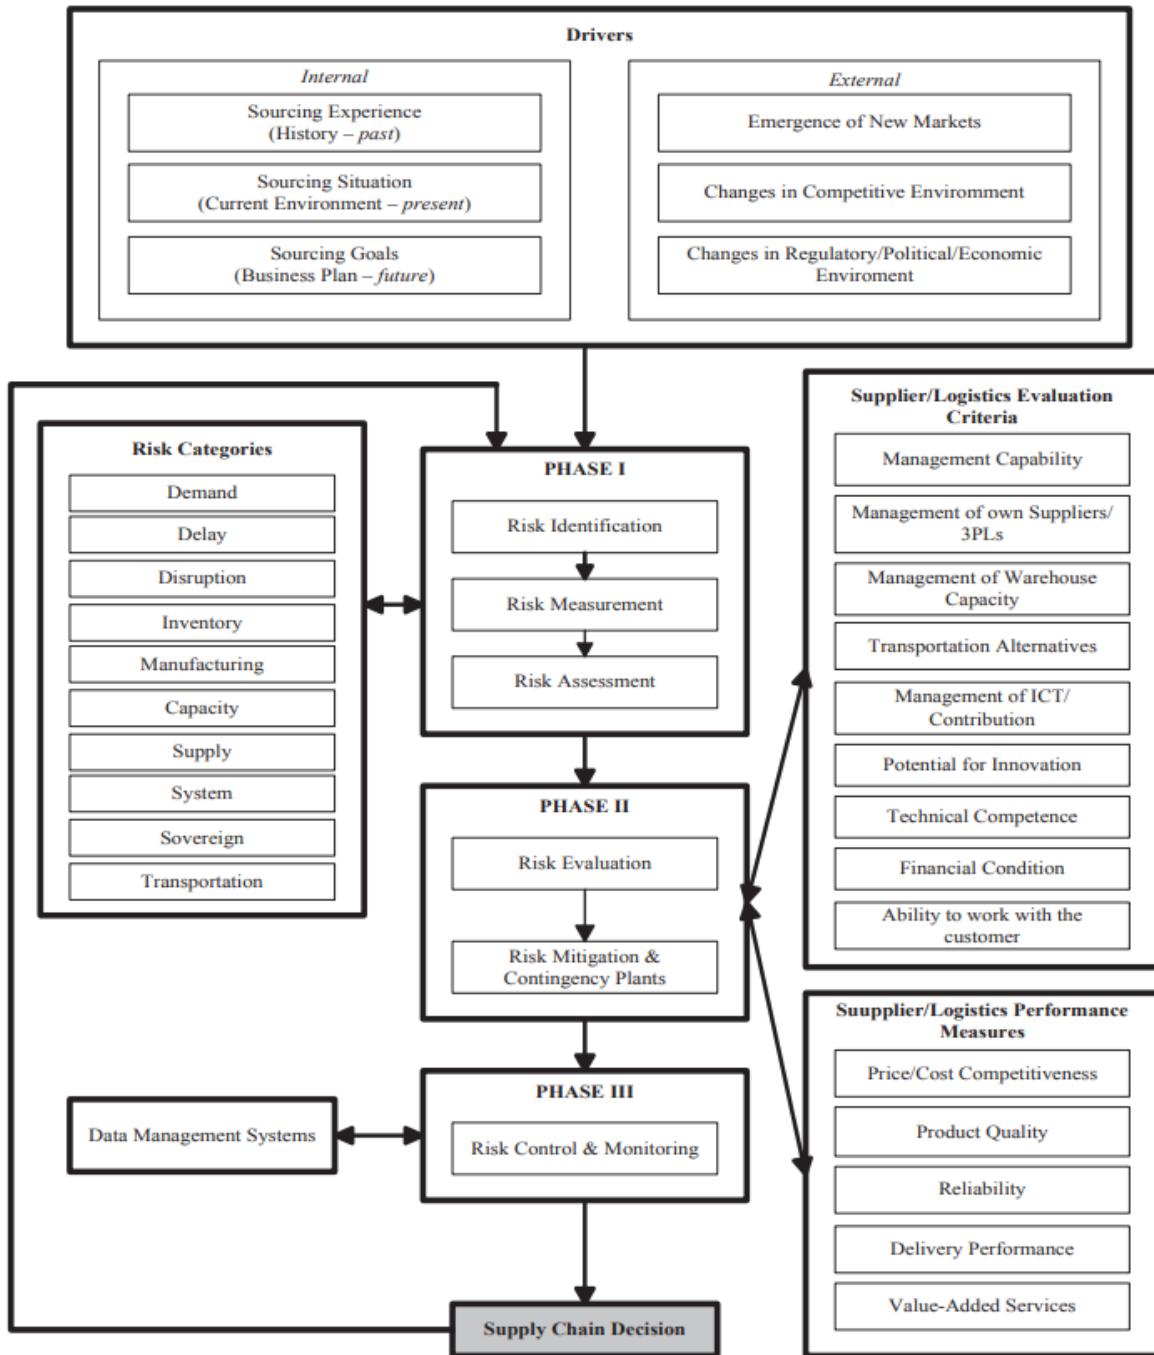 Drivers
Internal
Sourcing Experience
(History – past)
Sourcing Situation
(Current Environment – present)
Sourcing Goals
(Business Plan – future)
External
Emergence of New Markets
Changes in Competitive Enviromment
Changes in Regulatory/Political/Economic
Enviroment
Risk Categories
Demand
Delay
Disruption
Inventory
Manufacturing
Capacity
Supply
System
Sovereign
Transportation
PHASE I
Risk Identification
Risk Measurement
Risk Assessment
PHASE II
Risk Evaluation
Risk Mitigation &
Contingency Plants
PHASE III
Risk Control & Monitoring
Data Management Systems
Supply Chain Decision
Supplier/Logistics Evaluation
Criteria
Management Capability
Management of own Suppliers/
3PLs
Management of Warehouse
Capacity
Transportation Alternatives
Management of ICT/
Contribution
Potential for Innovation
Technical Competence
Financial Condition
Ability to work with the
customer
Suupplier/Logistics Performance
Measures
Price/Cost Competitiveness
Product Quality
Reliability
Delivery Performance
Value-Added Services